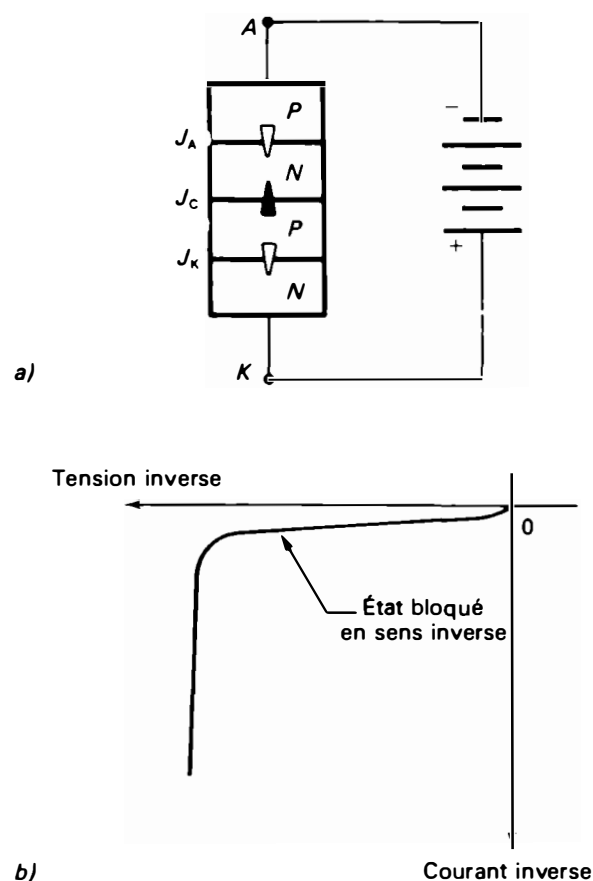 A
P
J_A
N
J_C
P
J_K
N
−
+
K
a)
Tension inverse
0
État bloqué
en sens inverse
b)
Courant inverse